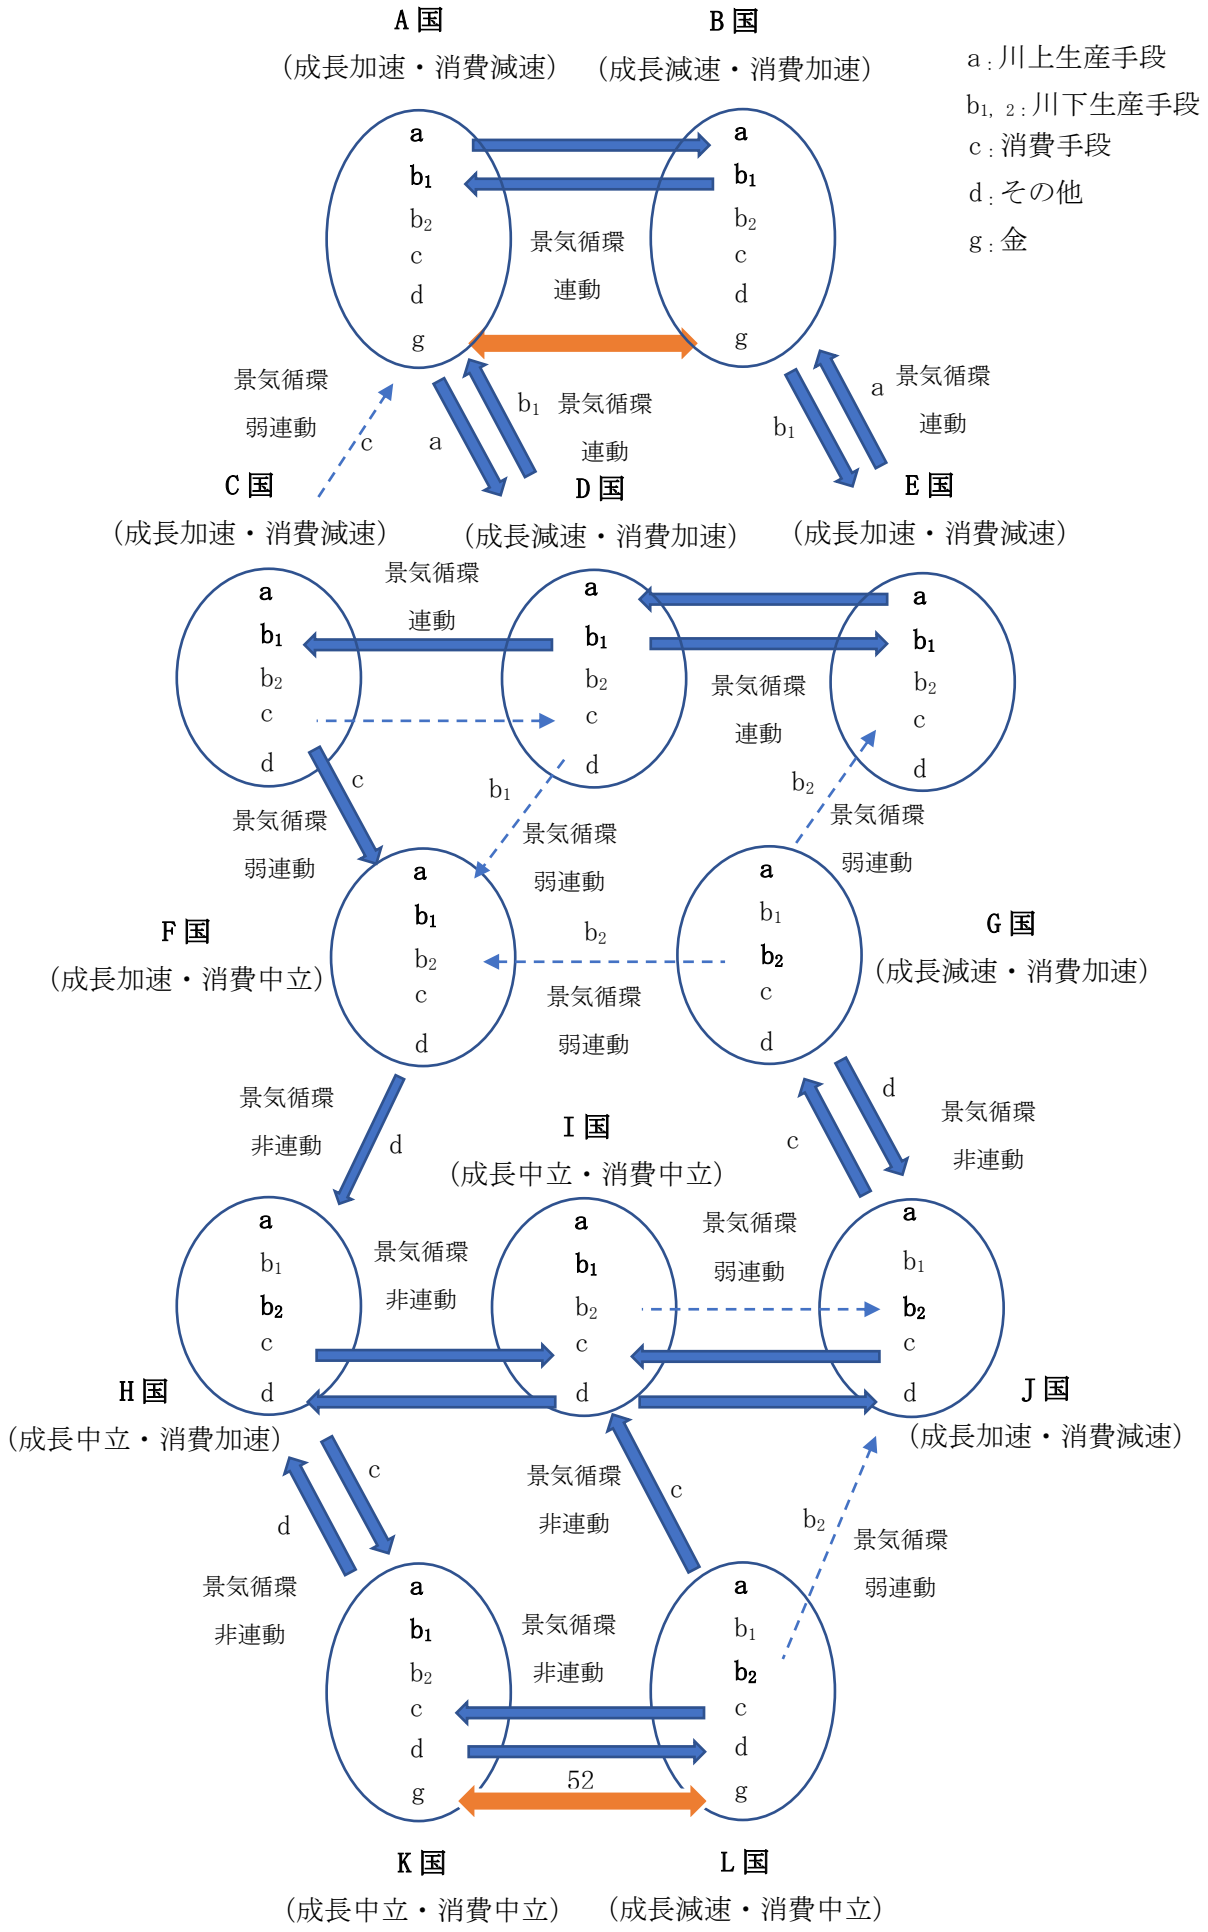 A国
B国
(成長加速・消費減速)
(成長減速・消費加速)
a:川上生産手段
b1, 2:川下生産手段
c:消費手段
d:その他
g:金
a
b1
b2
c
d
g
a
b1
b2
c
d
g
景気循環
連動
景気循環
弱連動
c
a
b1
景気循環
連動
b1
a
景気循環
連動
C国
D国
E国
(成長加速・消費減速)
(成長減速・消費加速)
(成長加速・消費減速)
景気循環
連動
a
b1
b2
c
d
a
b1
b2
c
d
a
b1
b2
c
d
景気循環
連動
c
b1
b2
景気循環
弱連動
景気循環
弱連動
景気循環
弱連動
F国
(成長加速・消費中立)
a
b1
b2
c
d
b2
景気循環
弱連動
a
b1
b2
c
d
G国
(成長減速・消費加速)
景気循環
非連動
d
I国
(成長中立・消費中立)
c
d
景気循環
非連動
a
b1
b2
c
d
景気循環
非連動
a
b1
b2
c
d
景気循環
弱連動
a
b1
b2
c
d
H国
(成長中立・消費加速)
J国
(成長加速・消費減速)
d
c
景気循環
非連動
景気循環
非連動
c
b2
景気循環
弱連動
a
b1
b2
c
d
g
景気循環
非連動
a
b1
b2
c
d
g
52
K国
L国
(成長中立・消費中立)
(成長減速・消費中立)